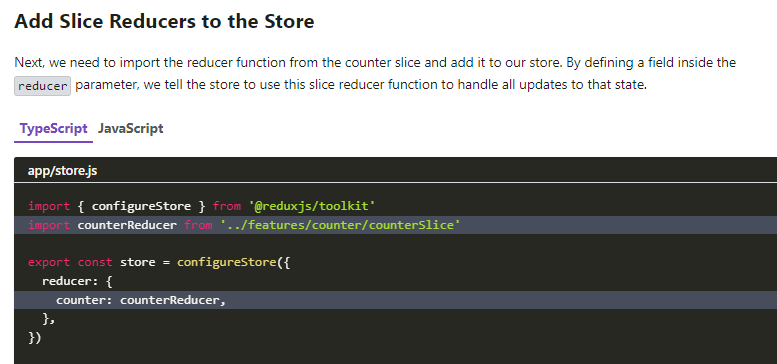 Add Slice Reducers to the Store
Next, we need to import the reducer function from the counter slice and add it to our store. By defining a field inside the
reducer parameter, we tell the store to use this slice reducer function to handle all updates to that state.
TypeScript JavaScript
app/store.js
import { configureStore } from '@reduxjs/toolkit'
import counterReducer from '../features/counter/counterSlice'
export const store = configureStore({
  reducer: {
    counter: counterReducer,
  },
})